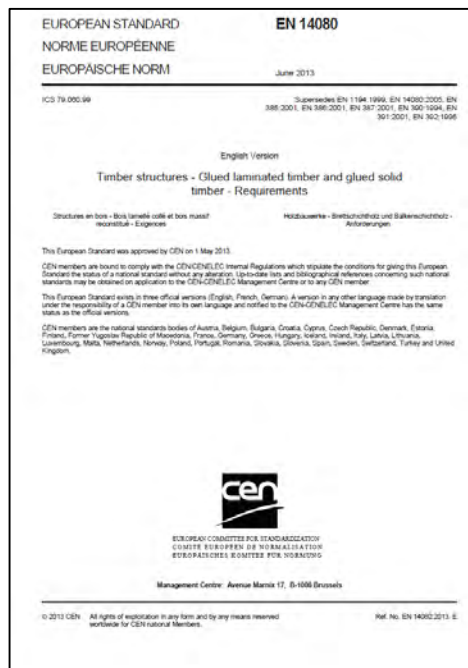 EUROPEAN STANDARD
NORME EUROPÉENNE
EUROPÄISCHE NORM
EN 14080
June 2013
ICS 79.060.99
Supersedes EN 1194:1999, EN 14080:2005, EN
385:2001, EN 386:2001, EN 387:2001, EN 390:1994, EN
391:2001, EN 392:1995
English Version
Timber structures - Glued laminated timber and glued solid
timber - Requirements
Structures en bois - Bois lamellé collé et bois massif
reconstitué - Exigences
Holzbauwerke - Brettschichtholz und Balkenschichtholz -
Anforderungen
This European Standard was approved by CEN on 1 May 2013.
CEN members are bound to comply with the CEN/CENELEC Internal Regulations which stipulate the conditions for giving this European
Standard the status of a national standard without any alteration. Up-to-date lists and bibliographical references concerning such national
standards may be obtained on application to the CEN-CENELEC Management Centre or to any CEN member.
This European Standard exists in three official versions (English, French, German). A version in any other language made by translation
under the responsibility of a CEN member into its own language and notified to the CEN-CENELEC Management Centre has the same
status as the official versions.
CEN members are the national standards bodies of Austria, Belgium, Bulgaria, Croatia, Cyprus, Czech Republic, Denmark, Estonia,
Finland, Former Yugoslav Republic of Macedonia, France, Germany, Greece, Hungary, Iceland, Ireland, Italy, Latvia, Lithuania,
Luxembourg, Malta, Netherlands, Norway, Poland, Portugal, Romania, Slovakia, Slovenia, Spain, Sweden, Switzerland, Turkey and United
Kingdom.
cen
EUROPEAN COMMITTEE FOR STANDARDIZATION
COMITÉ EUROPÉEN DE NORMALISATION
EUROPÄISCHES KOMITEE FÜR NORMUNG
Management Centre: Avenue Marnix 17, B-1000 Brussels
© 2013 CEN All rights of exploitation in any form and by any means reserved
worldwide for CEN national Members.
Ref. No. EN 14080:2013: E